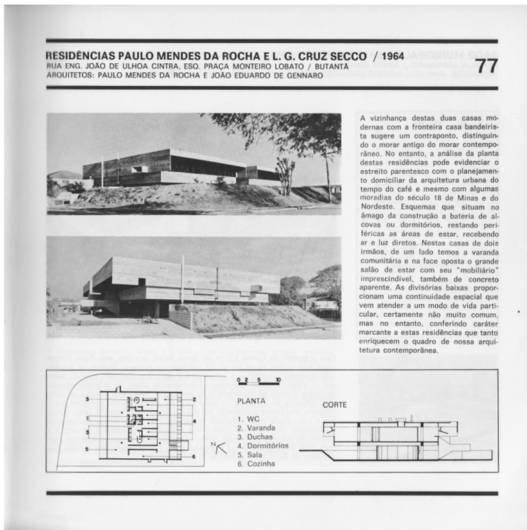 RESIDÊNCIAS PAULO MENDES DA ROCHA E L. G. CRUZ SECCO / 1964
RUA ENG. JOÃO DE ULHOA CINTRA, ESQ. PRAÇA MONTEIRO LOBATO / BUTANTÃ
ARQUITETOS: PAULO MENDES DA ROCHA E JOÃO EDUARDO DE GENNARO
77
A vizinhança destas duas casas mo-
dernas com a fronteira casa bandeiris-
ta sugere um contraponto, distinguin-
do o morar antigo do morar contempo-
râneo. No entanto, a análise da planta
destas residências pode evidenciar o
estreito parentesco com o planejamen-
to domiciliar da arquitetura urbana do
tempo do café e mesmo com algumas
moradias do século 18 de Minas e do
Nordeste. Esquemas que situam no
âmago da construção a bateria de al-
covas ou dormitórios, restando peri-
féricas as áreas de estar, recebendo
ar e luz diretos. Nestas casas de dois
irmãos, de um lado temos a varanda
comunitária e na face oposta o grande
salão de estar com seu "mobiliário"
imprescindível, também de concreto
aparente. As divisórias baixas propor-
cionam uma continuidade espacial que
vem atender a um modo de vida parti-
cular, certamente não muito comum,
mas no entanto, conferindo caráter
marcante a estas residências que tanto
enriquecem o quadro de nossa arqui-
tetura contemporânea.
0 2 5 10
PLANTA
CORTE
1. WC
2. Varanda
3. Duchas
4. Dormitórios
5. Sala
6. Cozinha
N